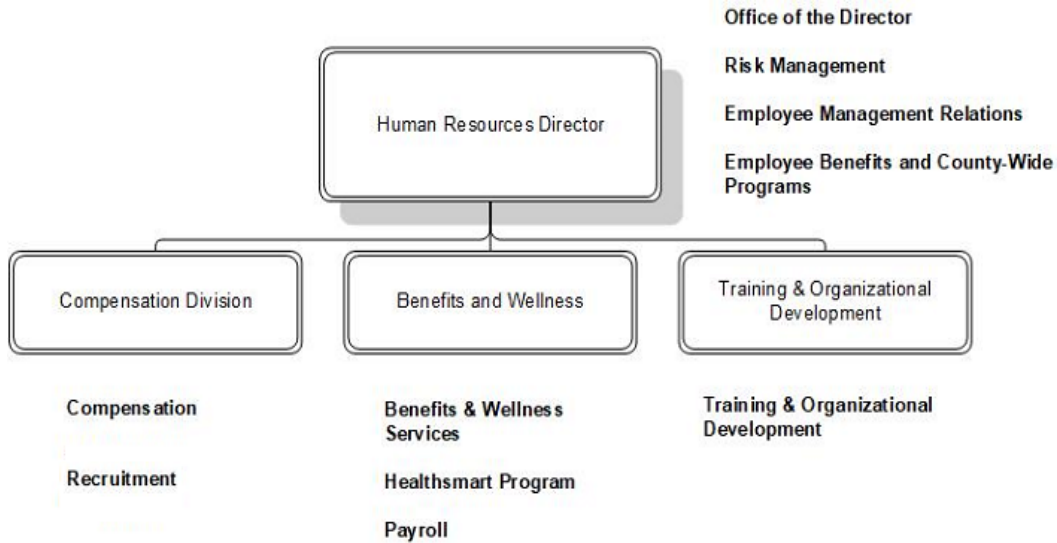 Office of the Director
Risk Management
Employee Management Relations
Employee Benefits and County-Wide
Programs
Human Resources Director
Compensation Division
Benefits and Wellness
Training & Organizational
Development
Compensation
Recruitment
Benefits & Wellness
Services
Healthsmart Program
Payroll
Training & Organizational
Development